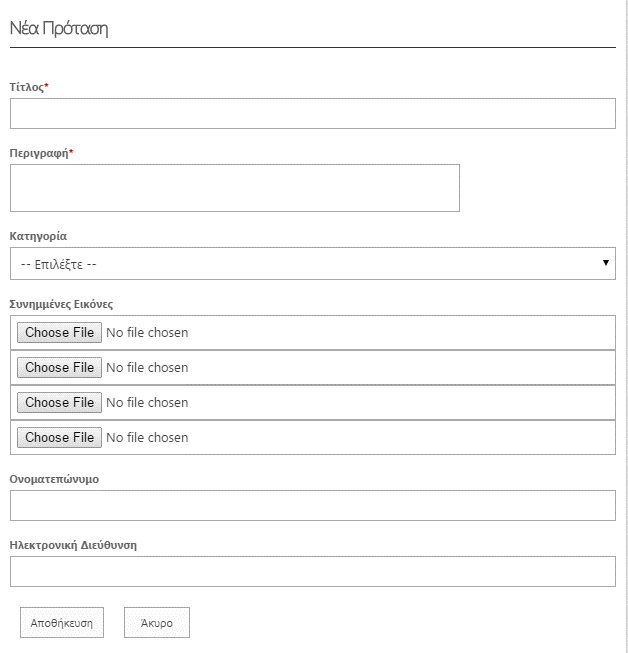 Νέα Πρόταση
Τίτλος*
Περιγραφή*
Κατηγορία
-- Επιλέξτε --
Συνημμένες Εικόνες
Choose File No file chosen
Choose File No file chosen
Choose File No file chosen
Choose File No file chosen
Ονοματεπώνυμο
Ηλεκτρονική Διεύθυνση
Αποθήκευση Άκυρο